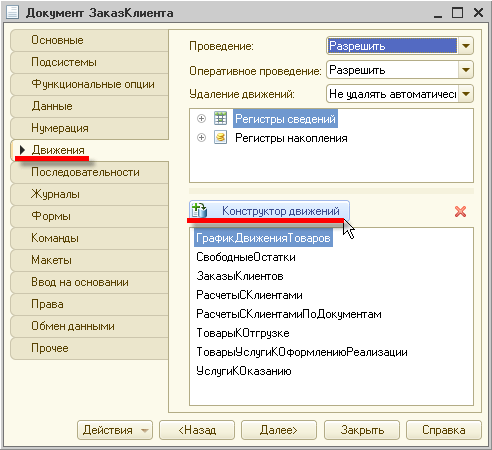 Документ ЗаказКлиента
Основные
Подсистемы
Функциональные опции
Данные
Нумерация
Движения
Последовательности
Журналы
Формы
Команды
Макеты
Ввод на основании
Права
Обмен данными
Прочее
Проведение: Разрешить
Оперативное проведение: Разрешить
Удаление движений: Не удалять автоматическ
Регистры сведений
Регистры накопления
Конструктор движений
ГрафикДвиженияТоваров
СвободныеОстатки
ЗаказыКлиентов
РасчетыСКлиентами
РасчетыСКлиентамиПоДокументам
ТоварыКОтгрузке
ТоварыУслугиКОформлениюРеализации
УслугиКОказанию
Действия <Назад Далее> Закрыть Справка